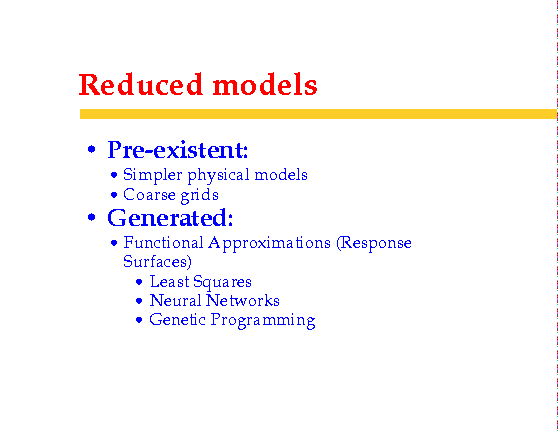 Reduced models
• Pre-existent:
• Simpler physical models
• Coarse grids
• Generated:
• Functional Approximations (Response
Surfaces)
• Least Squares
• Neural Networks
• Genetic Programming